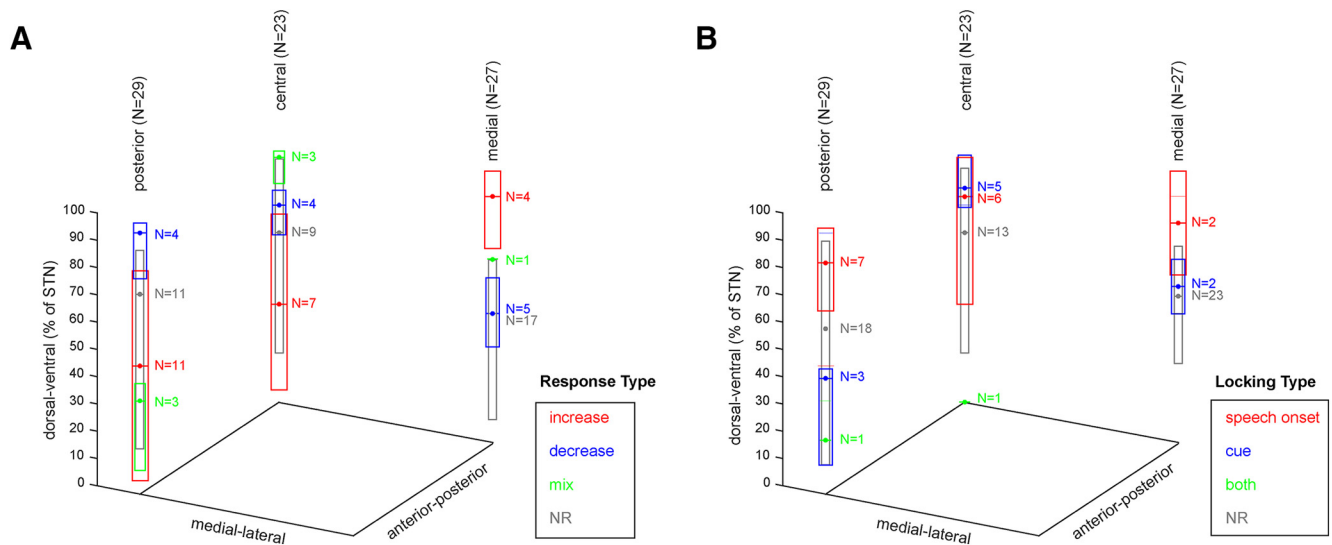 A
posterior (N=29)
central (N=23)
medial (N=27)
dorsal-ventral (% of STN)
100
90
80
70
60
50
40
30
20
10
0
N=4
N=11
N=11
N=3
N=3
N=4
N=9
N=7
N=4
N=1
N=5
N=17
medial-lateral
anterior-posterior
Response Type
increase
decrease
mix
NR
B
posterior (N=29)
central (N=23)
medial (N=27)
dorsal-ventral (% of STN)
100
90
80
70
60
50
40
30
20
10
0
N=7
N=18
N=3
N=1
N=5
N=6
N=13
N=1
N=2
N=2
N=23
medial-lateral
anterior-posterior
Locking Type
speech onset
cue
both
NR